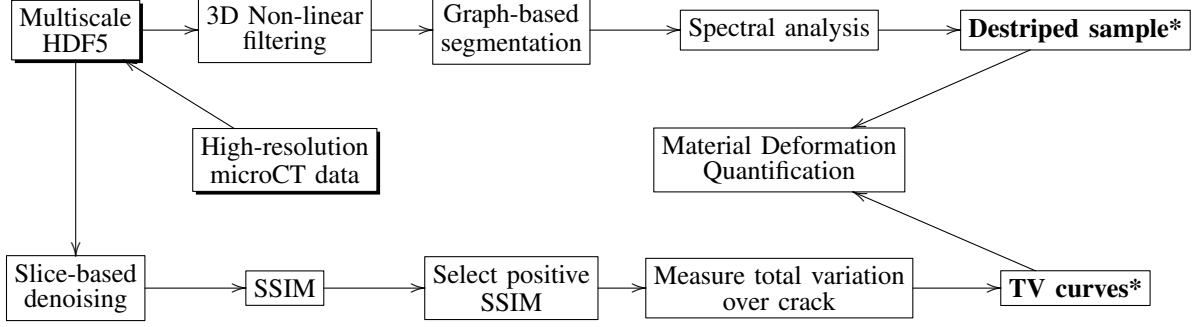 Multiscale
HDF5
3D Non-linear
filtering
Graph-based
segmentation
Spectral analysis
Destriped sample*
High-resolution
microCT data
Material Deformation
Quantification
Slice-based
denoising
SSIM
Select positive
SSIM
Measure total variation
over crack
TV curves*